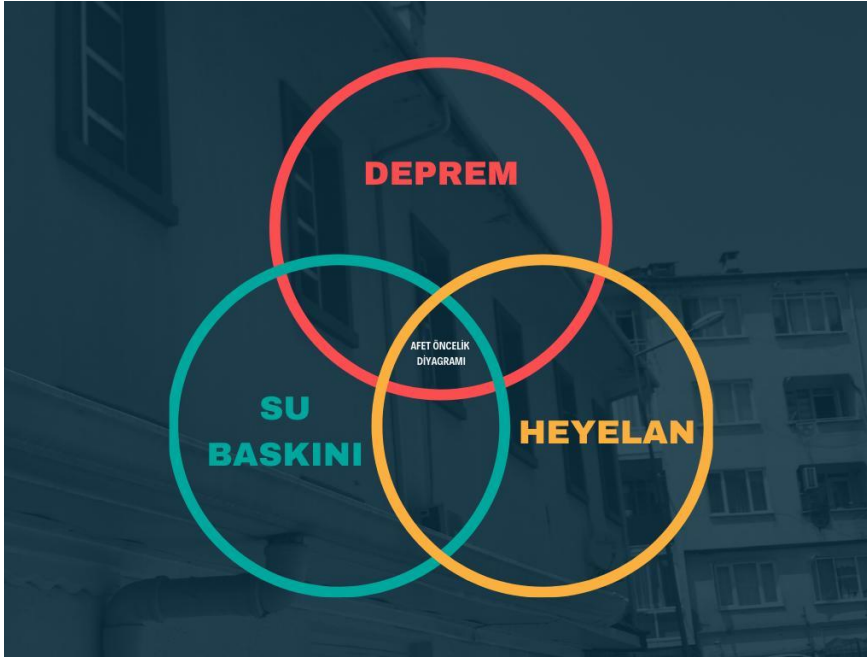 DEPREM
AFET ÖNCELİK
DİYAGRAMI
SU
BASKINI
HEYELAN